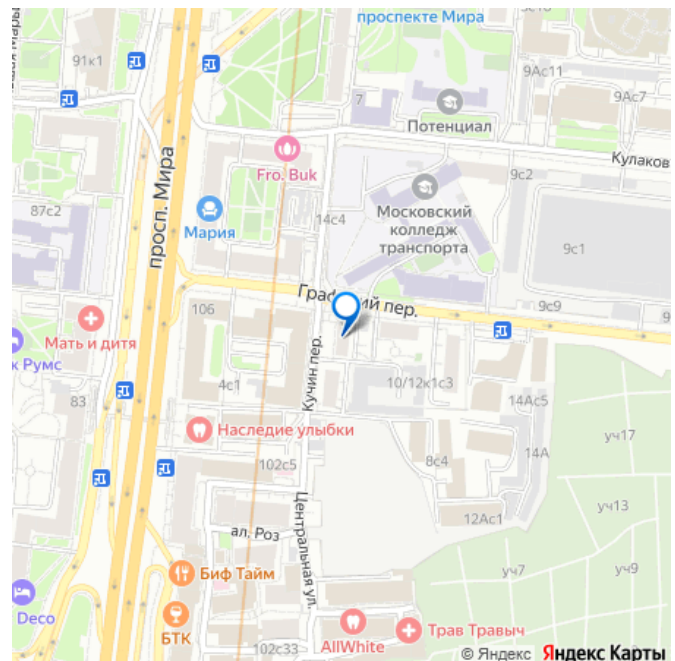 проспекте Мира
5с10
91к1
9Ас11
9Ас7
7
Потенциал
Кулаков
Fro. Buk
9с2
просп. Мира
87с2
14с4
Мария
Московский
колледж
транспорта
9с1
Графский пер.
9с9
9
106
Мать и дитя
к Румс
Кучин пер.
4с1
10/12к1с3
83
14Ас5
Наследие улыбки
уч17
14А
8с4
102с5
уч13
Центральная ул.
12Ас1
ал. Роз
Биф Тайм
уч7
уч9
Deco
БТК
AllWhite
Трав Травыч
102с33
© Яндекс Яндекс Карты